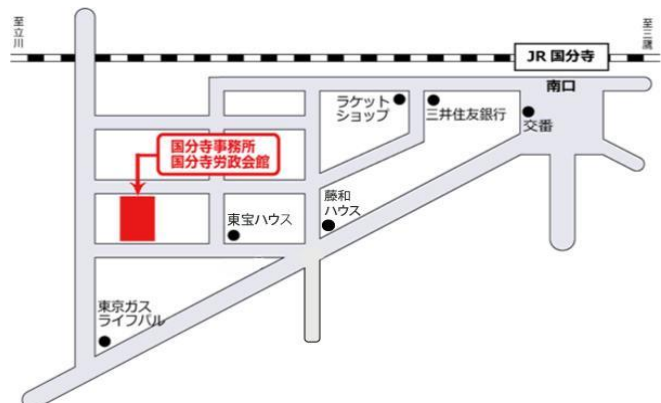 至立川
至三鷹
JR 国分寺
南口
ラケット
ショップ
三井住友銀行
交番
国分寺事務所
国分寺労政会館
藤和
ハウス
東宝ハウス
東京ガス
ライフバル